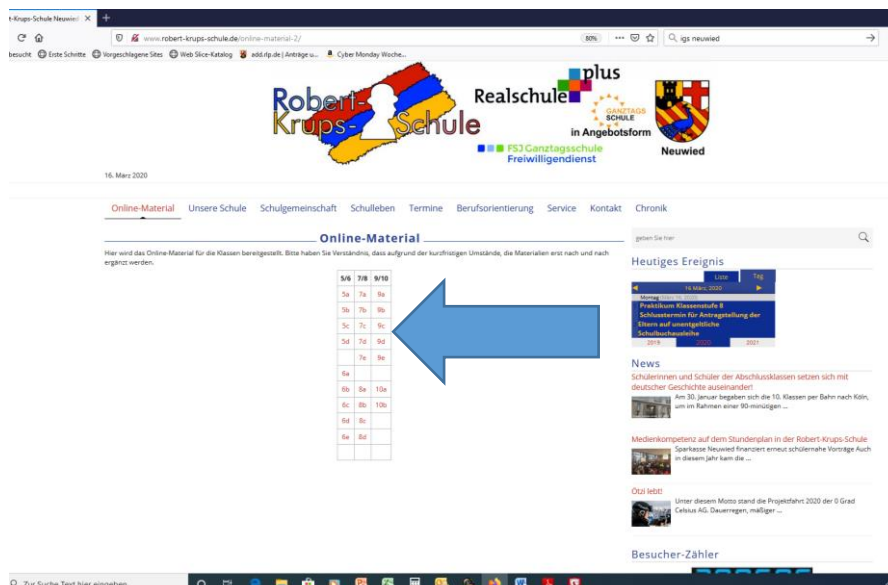 t-Krups-Schule Neuwied
www.robert-krups-schule.de/online-material-2/
80%
igs neuwied
besucht Erste Schritte Vorgeschlagene Sites Web Slice-Katalog add.rlp.de | Anträge u... Cyber Monday Woche...
Robert-
Krups- Schule
Realschule plus
GANZTAGS
SCHULE
in Angebotsform
FSJ Ganztagsschule
Freiwilligendienst
Neuwied
16. März 2020
Online-Material Unsere Schule Schulgemeinschaft Schulleben Termine Berufsorientierung Service Kontakt Chronik
Online-Material
Hier wird das Online-Material für die Klassen bereitgestellt. Bitte haben Sie Verständnis, dass aufgrund der kurzfristigen Umstände, die Materialien erst nach und nach
ergänzt werden.
5/6 7/8 9/10
5a 7a 9a
5b 7b 9b
5c 7c 9c
5d 7d 9d
7e 9e
6a
6b 8a 10a
6c 8b 10b
6d 8c
6e 8d
geben Sie hier
Heutiges Ereignis
Liste Tag
16 März, 2020
Montag März 16, 2020
Praktikum Klassenstufe 8
Schlusstermin für Antragstellung der
Eltern auf unentgeltliche
Schulbuchausleihe
2019 2020 2021
News
Schülerinnen und Schüler der Abschlussklassen setzen sich mit
deutscher Geschichte auseinander!
Am 30. Januar begaben sich die 10. Klassen per Bahn nach Köln,
um im Rahmen einer 90-minütigen ...
Medienkompetenz auf dem Stundenplan in der Robert-Krups-Schule
Sparkasse Neuwied finanziert erneut schülernahe Vorträge Auch
in diesem Jahr kam die ...
Ötzi lebt!
Unter diesem Motto stand die Projektfahrt 2020 der 0 Grad
Celsius AG. Dauerregen, mäßiger ...
Besucher-Zähler
Zur Suche Text hier eingeben